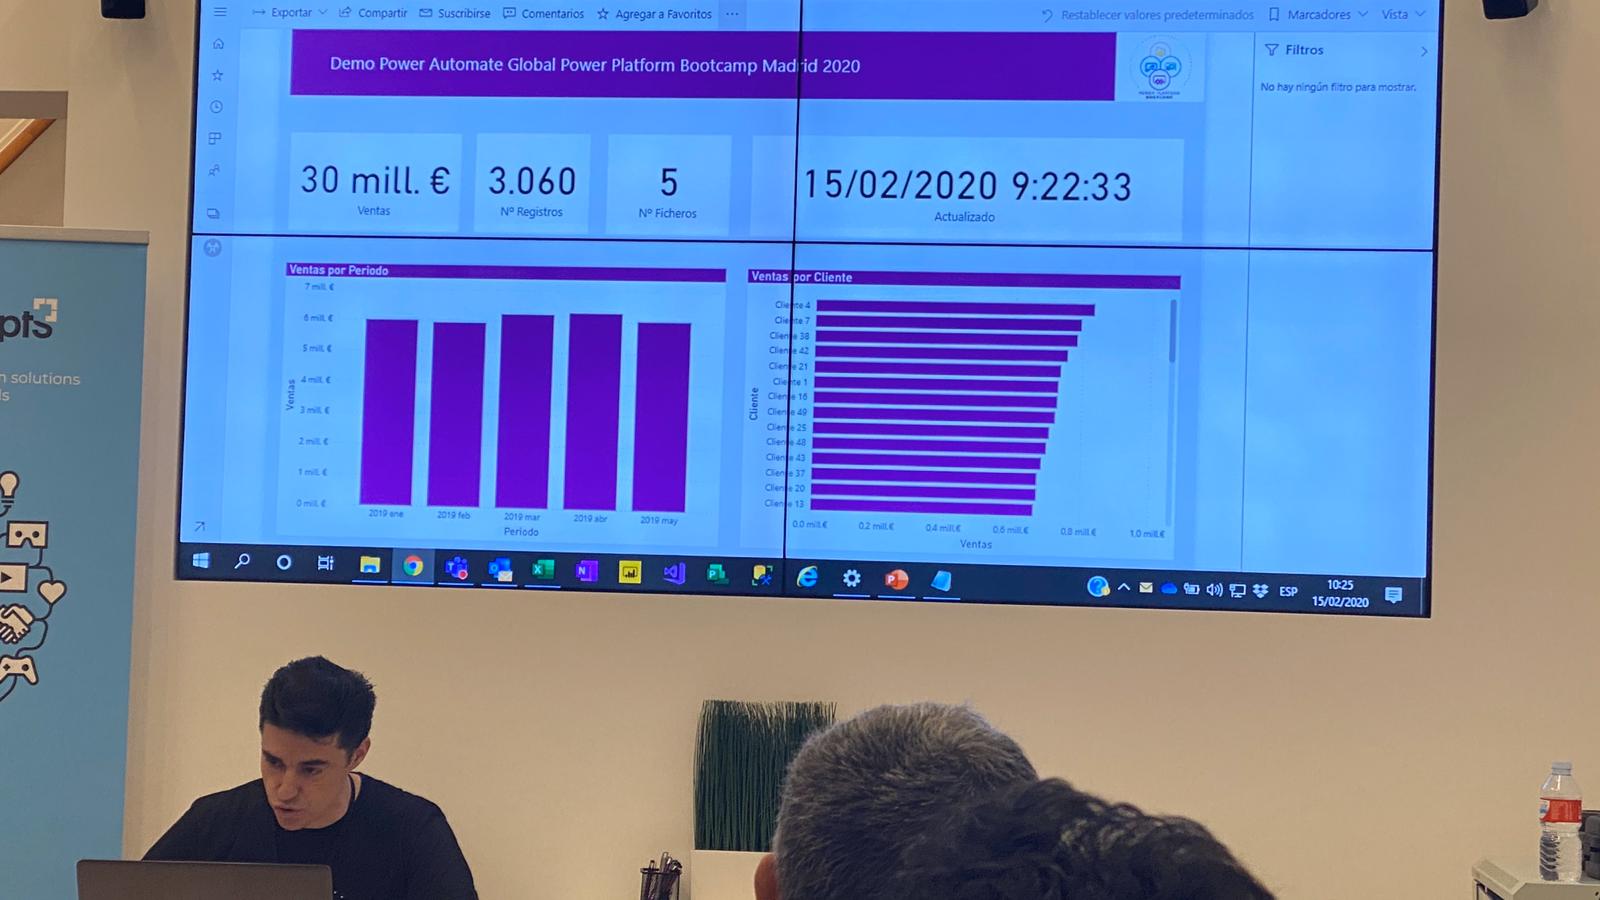 Exportar
Compartir
Suscribirse
Comentarios
Agregar a Favoritos
...
Restablecer valores predeterminados
Marcadores
Vista
Demo Power Automate Global Power Platform Bootcamp Madrid 2020
Filtros
No hay ningún filtro para mostrar.
30 mill. €
Ventas
3.060
Nº Registros
5
Nº Ficheros
15/02/2020 9:22:33
Actualizado
Ventas por Periodo
7 mill. €
6 mill. €
5 mill. €
4 mill. €
3 mill. €
2 mill. €
1 mill. €
0 mill. €
Ventas
2019 ene
2019 feb
2019 mar
2019 abr
2019 may
Periodo
Ventas por Cliente
Cliente 4
Cliente 7
Cliente 38
Cliente 42
Cliente 21
Cliente 1
Cliente 16
Cliente 49
Cliente 25
Cliente 48
Cliente 43
Cliente 37
Cliente 20
Cliente 13
Cliente
0,0 mill.€
0,2 mill.€
0,4 mill.€
0,6 mill.€
0,8 mill.€
1,0 mill.€
Ventas
ESP
10:25
15/02/2020
pts
n solutions
ls